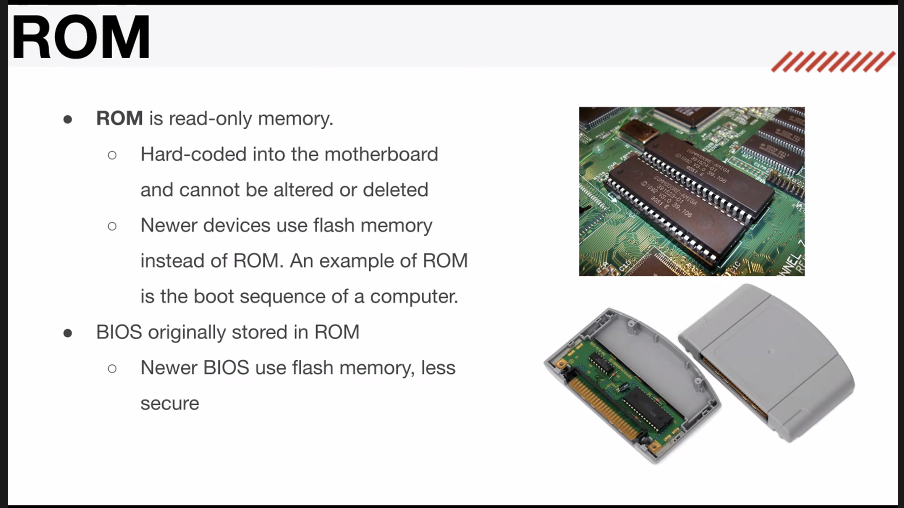 ROM
● ROM is read-only memory.
○ Hard-coded into the motherboard
and cannot be altered or deleted
○ Newer devices use flash memory
instead of ROM. An example of ROM
is the boot sequence of a computer.
● BIOS originally stored in ROM
○ Newer BIOS use flash memory, less
secure